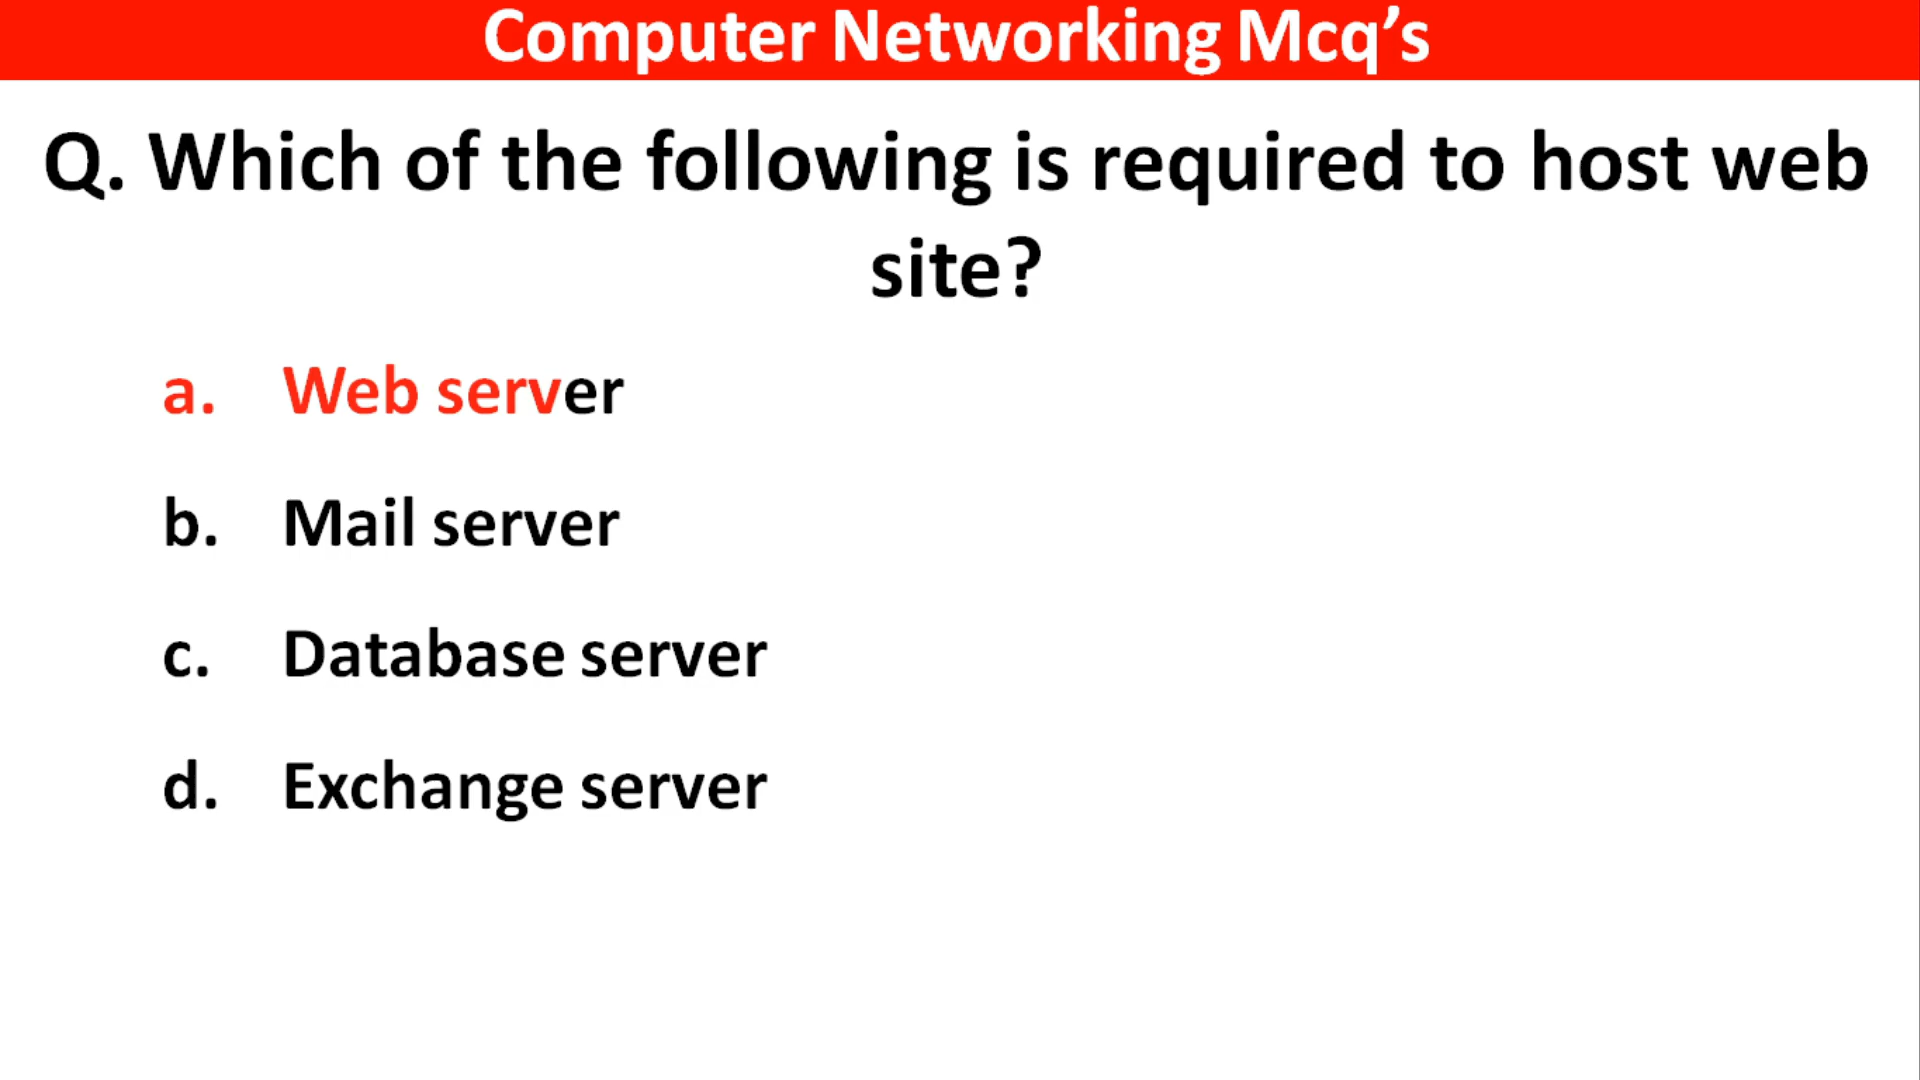 Computer Networking Mcq’s
Q. Which of the following is required to host web
site?
a. Web server
b. Mail server
c. Database server
d. Exchange server